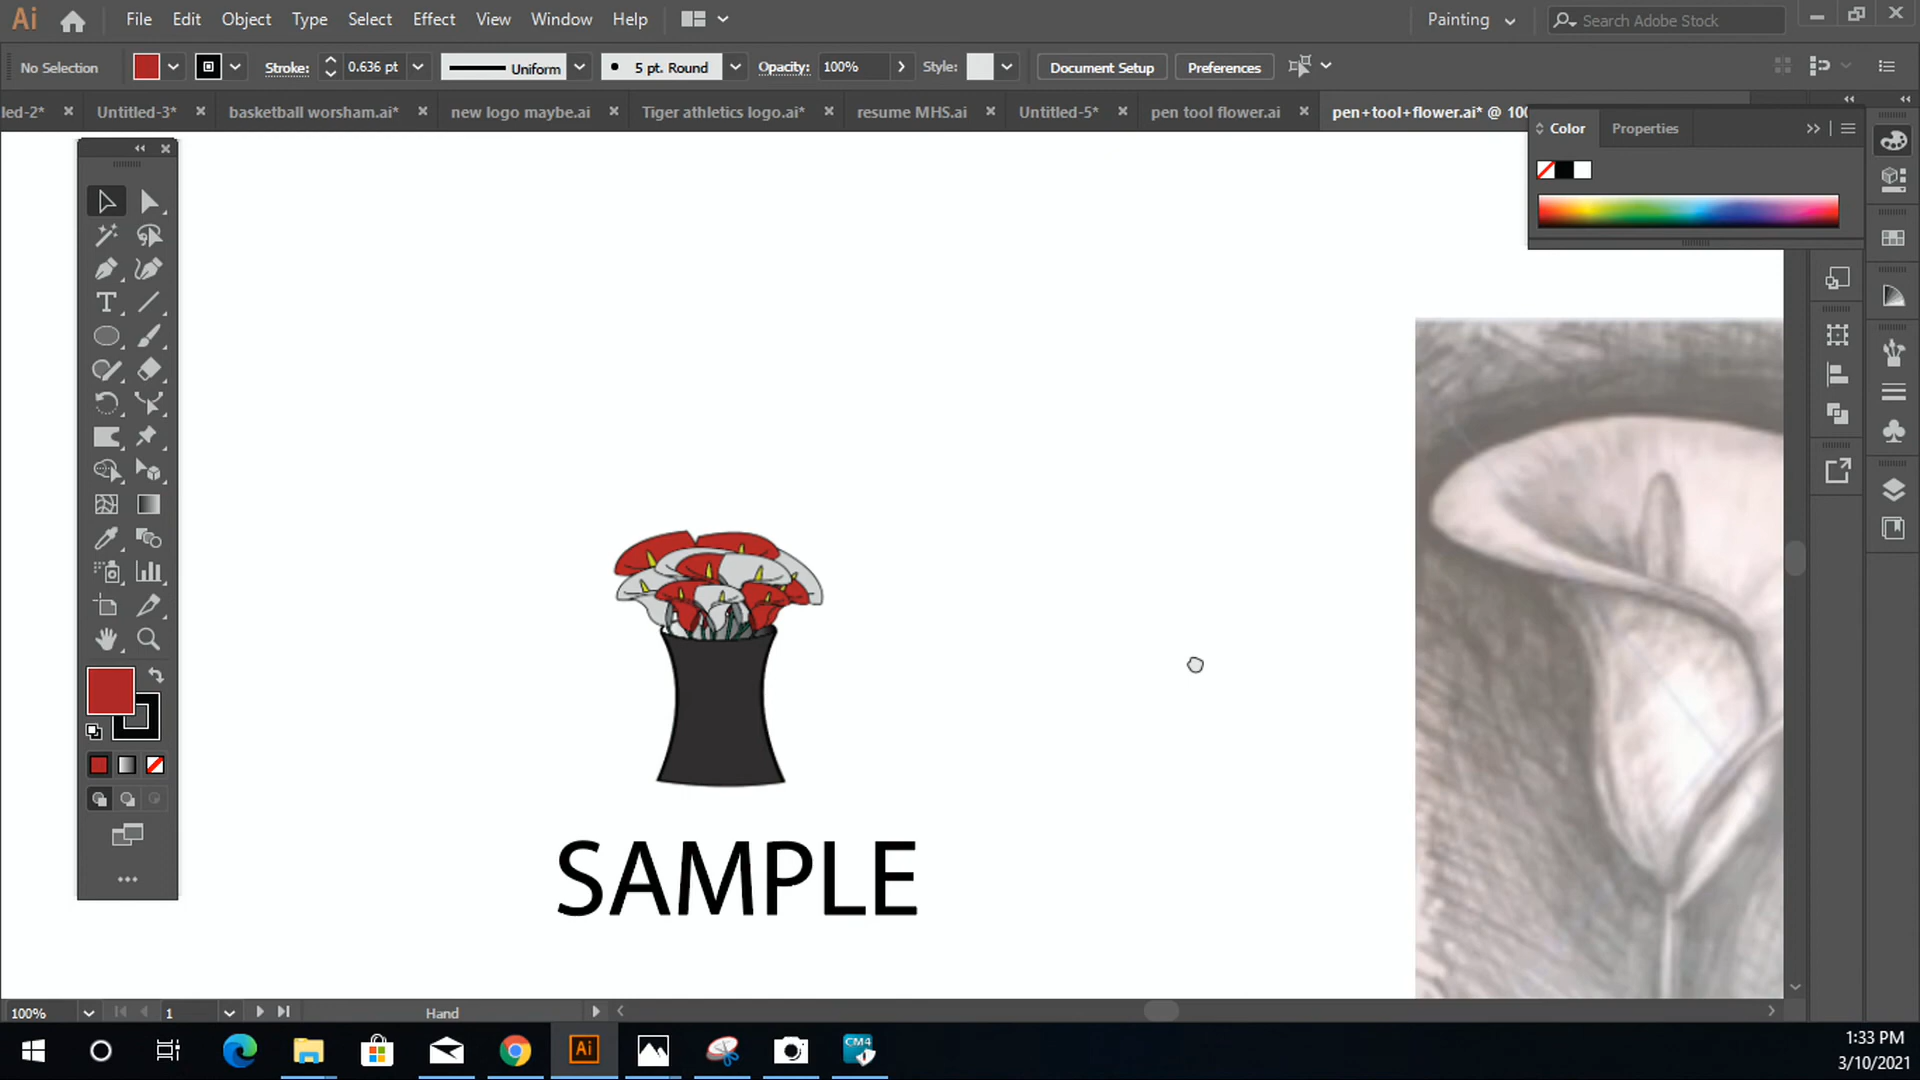 Ai File Edit Object Type Select Effect View Window Help Painting Search Adobe Stock
No Selection Stroke: 0.636 pt Uniform 5 pt. Round Opacity: 100% Style: Document Setup Preferences
led-2* Untitled-3* basketball worsham.ai* new logo maybe.ai Tiger athletics logo.ai* resume MHS.ai Untitled-5* pen tool flower.ai pen+tool+flower.ai* @ 100
Color Properties
SAMPLE
100% 1 Hand
Ai CM4 1:33 PM
3/10/2021